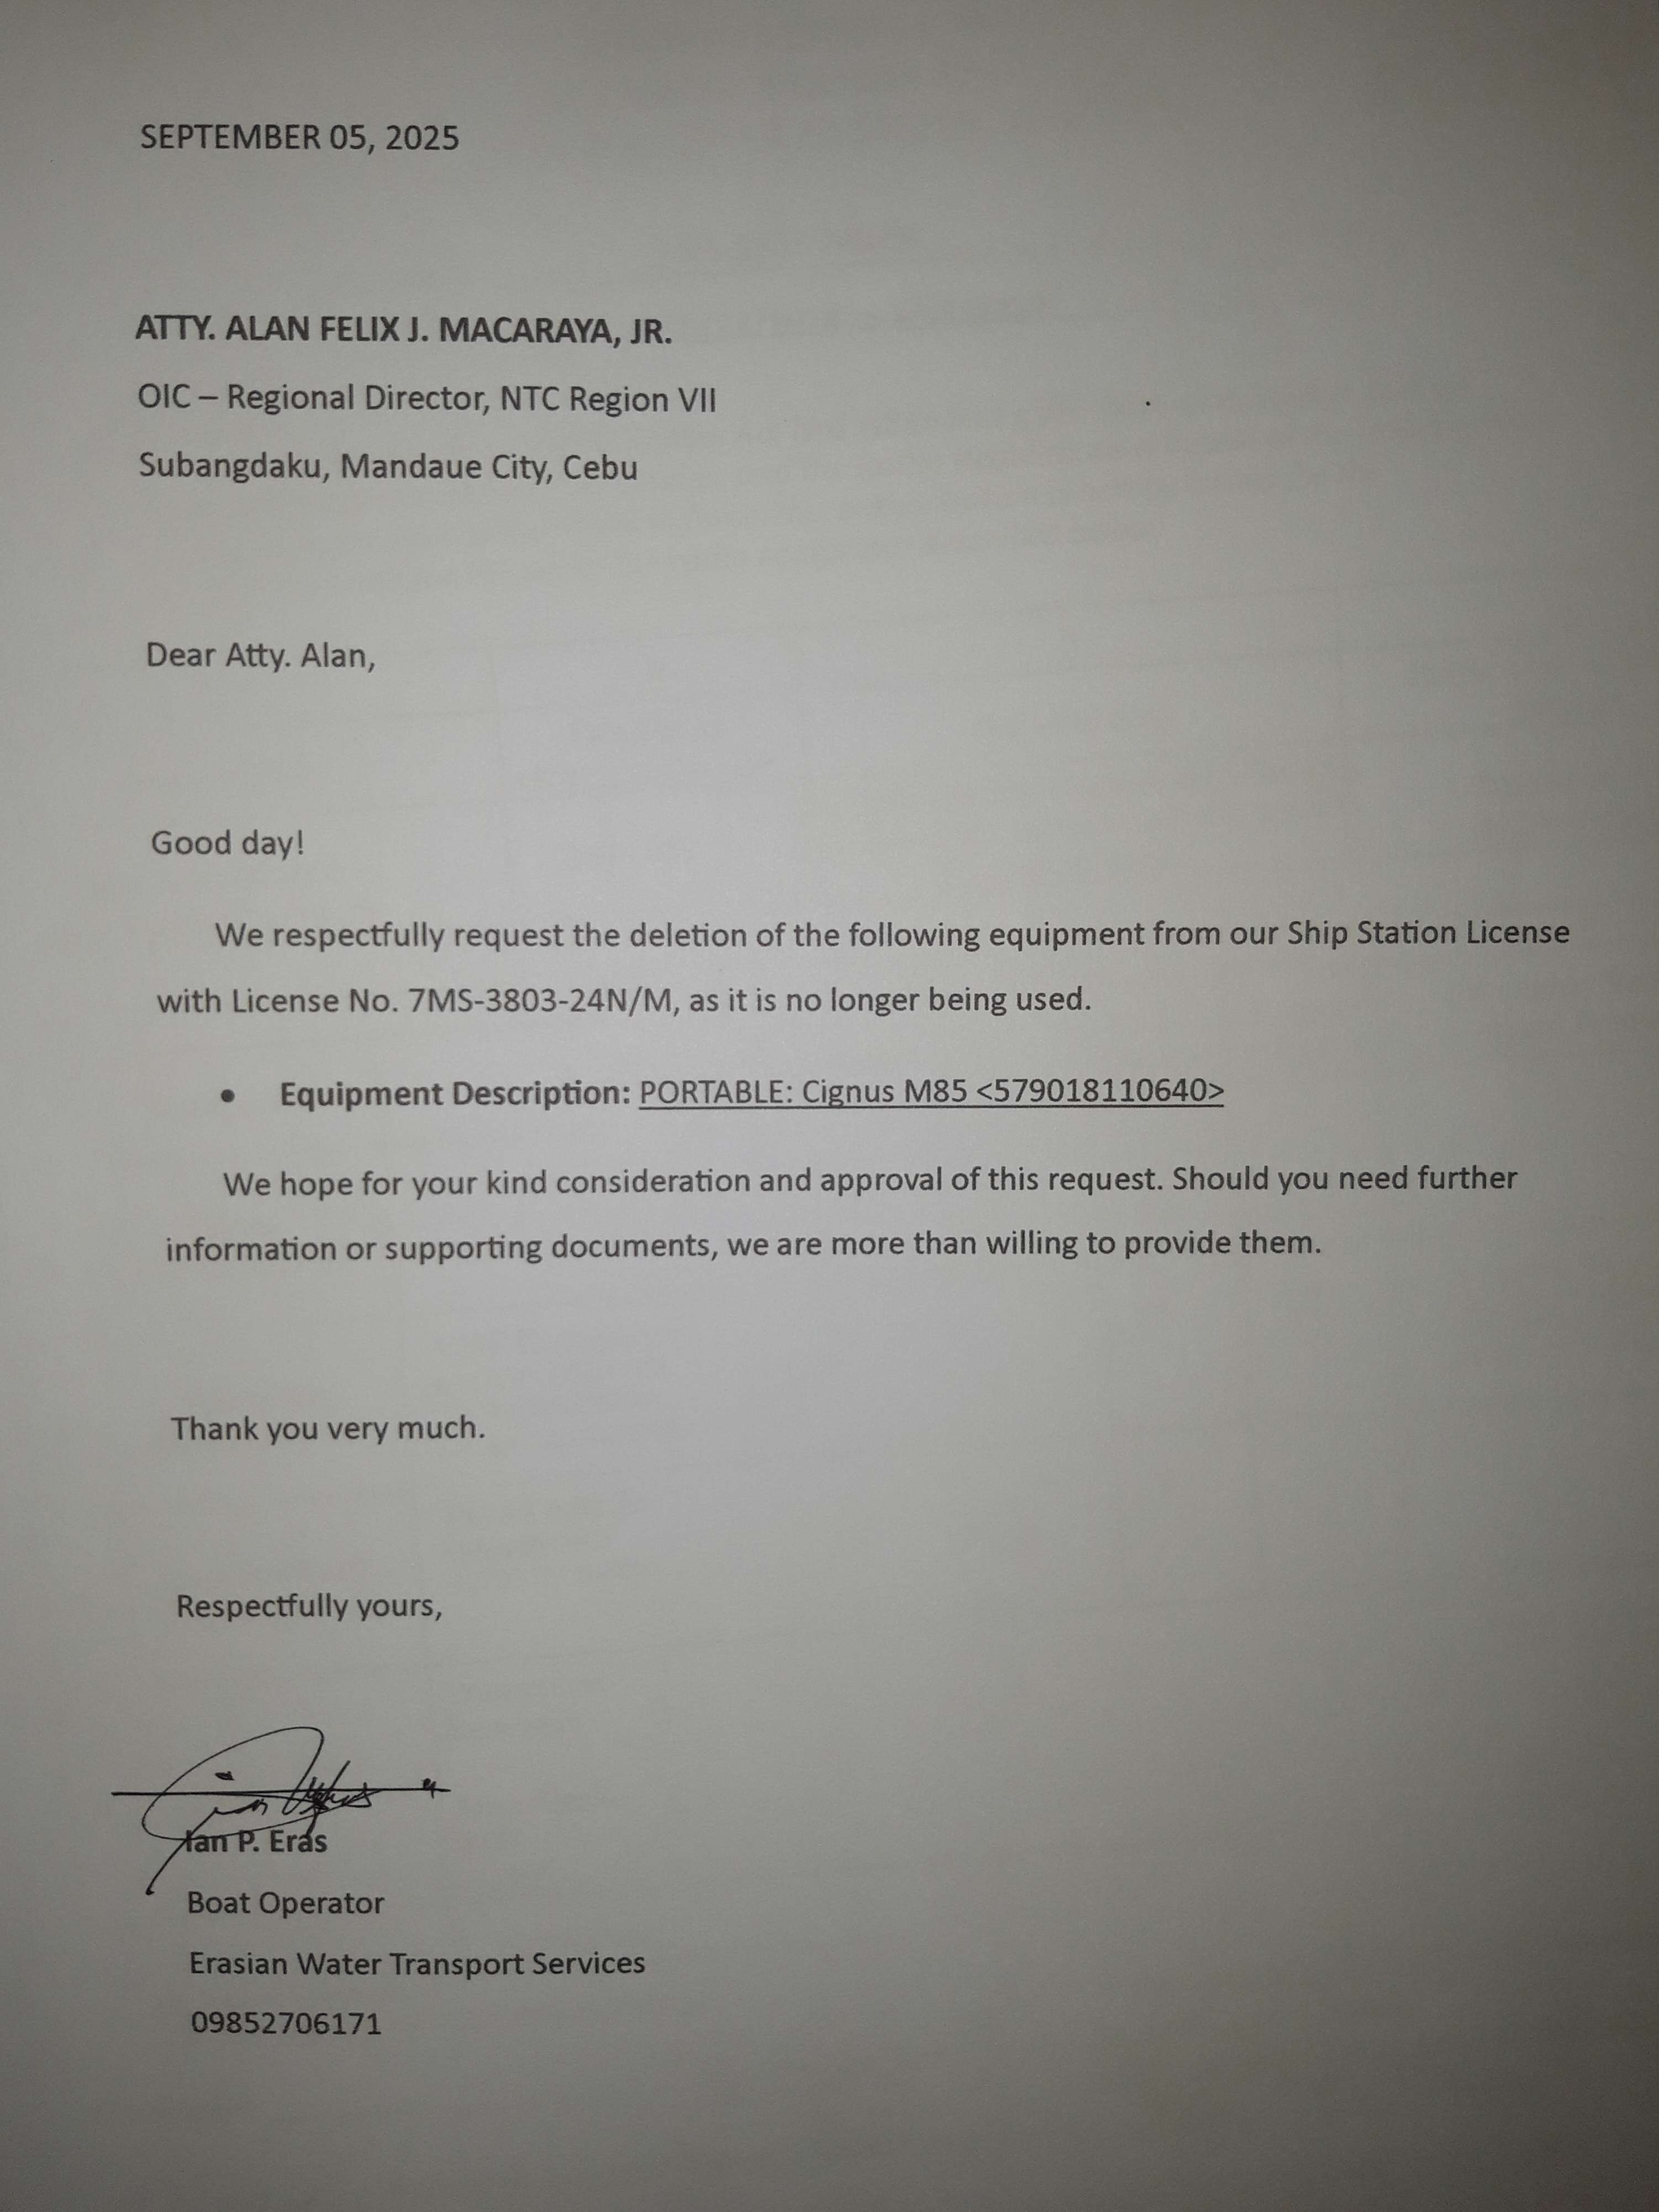 SEPTEMBER 05, 2025
ATTY. ALAN FELIX J. MACARAYA, JR.
OIC – Regional Director, NTC Region VII
Subangdaku, Mandaue City, Cebu
Dear Atty. Alan,
Good day!
We respectfully request the deletion of the following equipment from our Ship Station License
with License No. 7MS-3803-24N/M, as it is no longer being used.
• Equipment Description: PORTABLE: Cignus M85 <579018110640>
We hope for your kind consideration and approval of this request. Should you need further
information or supporting documents, we are more than willing to provide them.
Thank you very much.
Respectfully yours,
Ian P. Eras
Boat Operator
Erasian Water Transport Services
09852706171